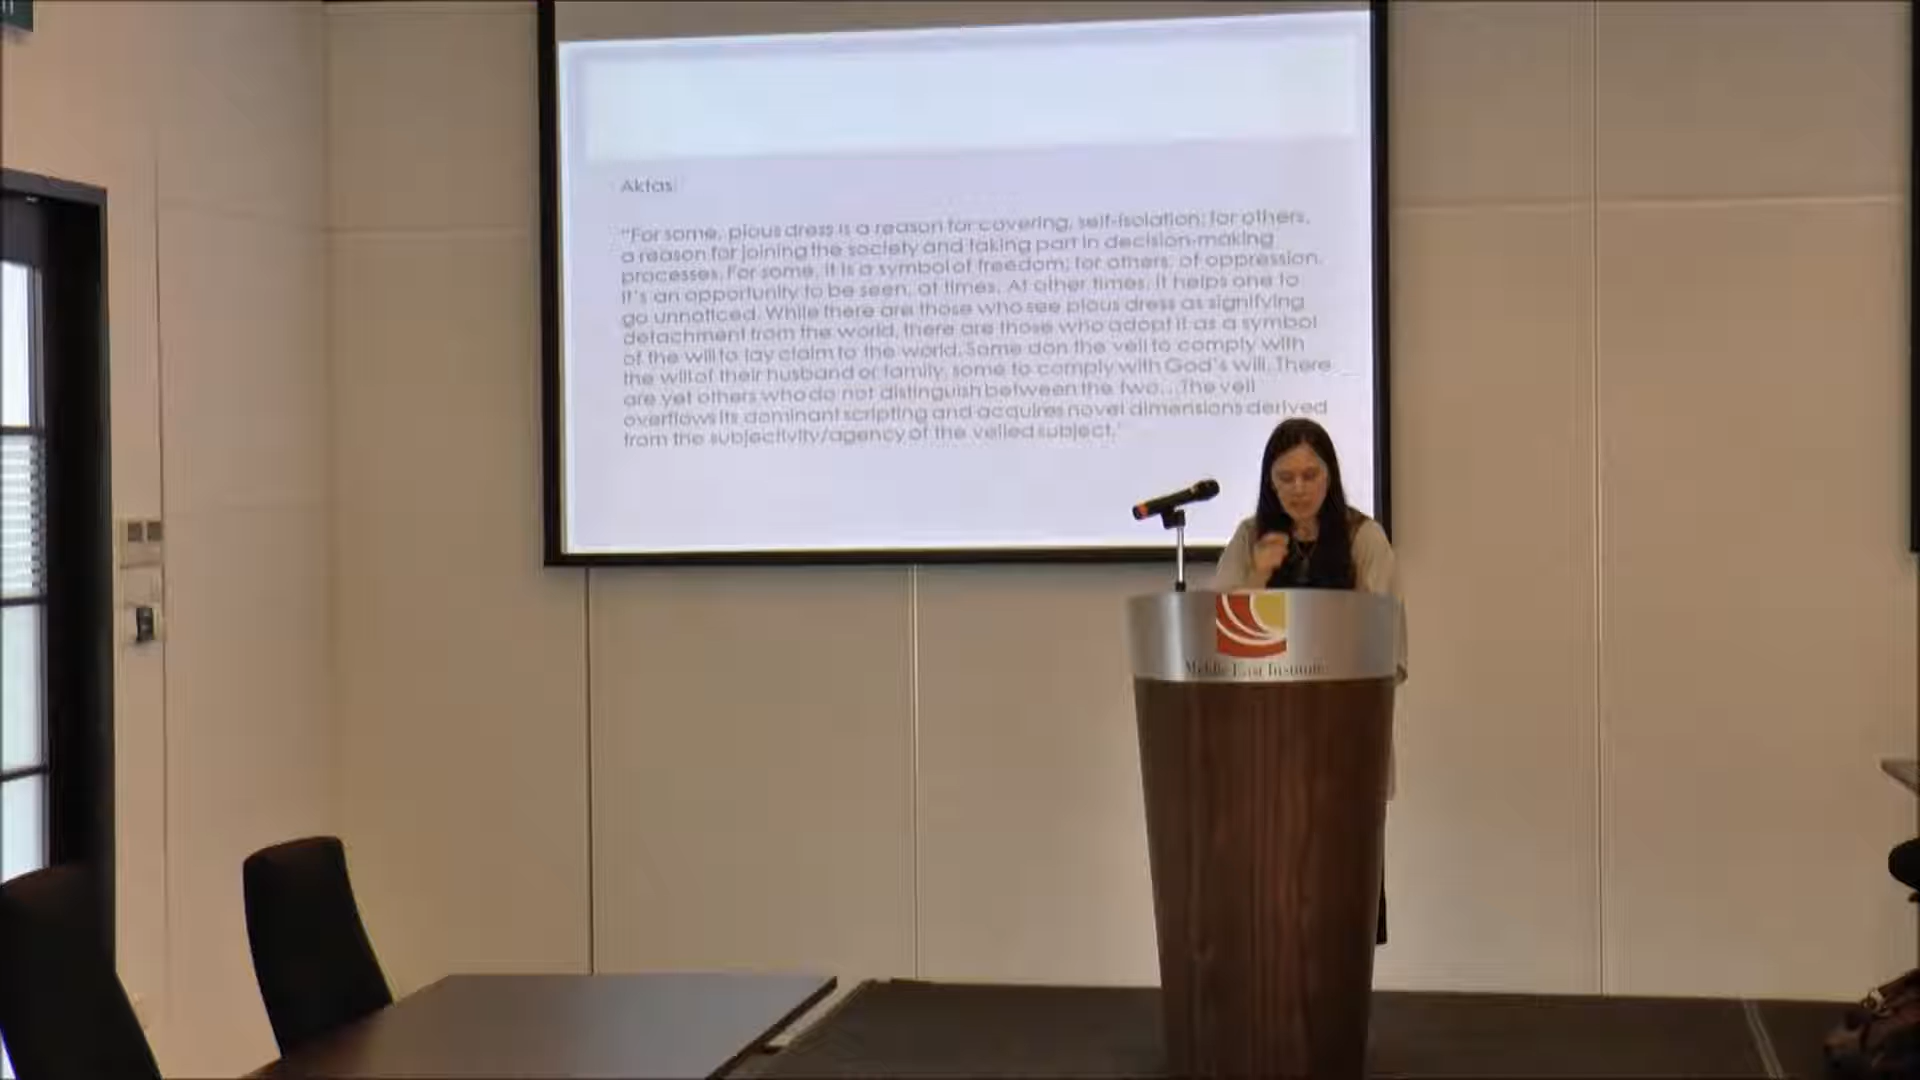 Aktas:
"For some, pious dress is a reason for covering, self-isolation; for others,
a reason for joining the society and taking part in decision-making
processes. For some, it is a symbol of freedom; for others, of oppression.
It's an opportunity to be seen, at times. At other times, it helps one to
go unnoticed. While there are those who see pious dress as signifying
detachment from the world, there are those who adopt it as a symbol
of the will to lay claim to the world. Some don the veil to comply with
the will of their husband or family, some to comply with God's will. There
are yet others who do not distinguish between the two...The veil
overflows its dominant scripting and acquires novel dimensions derived
from the subjectivity/agency of the veiled subject."
Middle East Institute